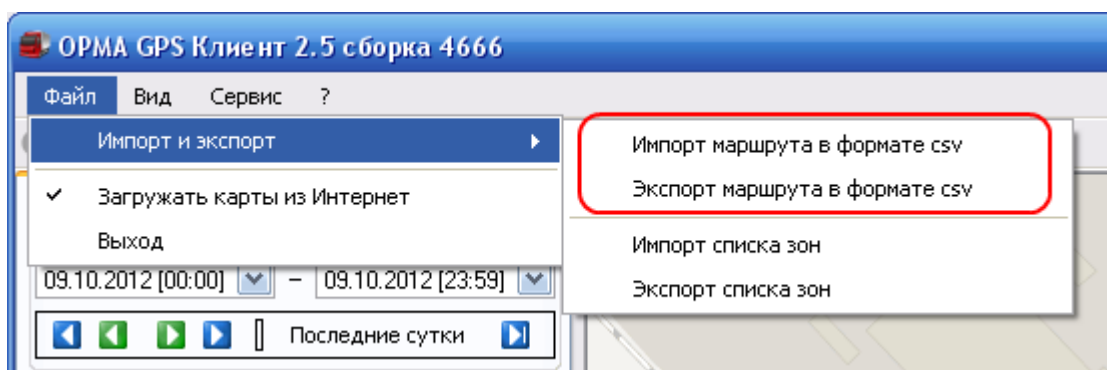 ОРМА GPS Клиент 2.5 сборка 4666
Файл Вид Сервис ?
Импорт и экспорт
Импорт маршрута в формате csv
Загружать карты из Интернет
Экспорт маршрута в формате csv
Выход
Импорт списка зон
09.10.2012 [00:00] – 09.10.2012 [23:59]
Экспорт списка зон
Последние сутки